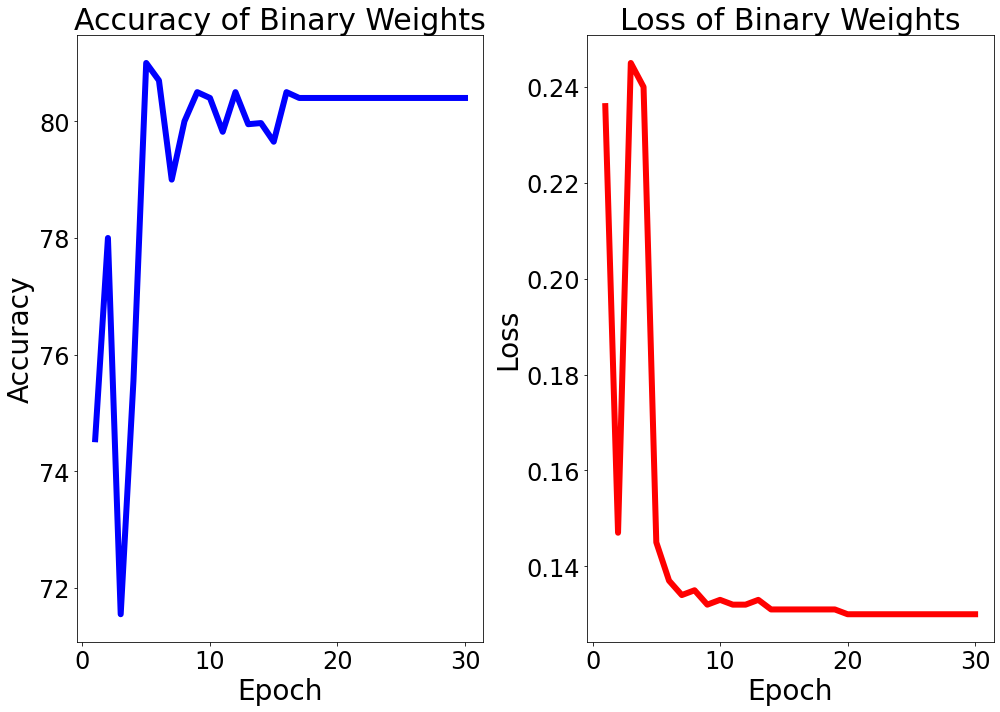 Accuracy of Binary Weights
80
78
76
74
72
Accuracy
0 10 20 30
Epoch
Loss of Binary Weights
0.24
0.22
0.20
0.18
0.16
0.14
Loss
0 10 20 30
Epoch